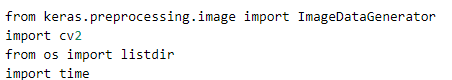 from keras.preprocessing.image import ImageDataGenerator
import cv2
from os import listdir
import time